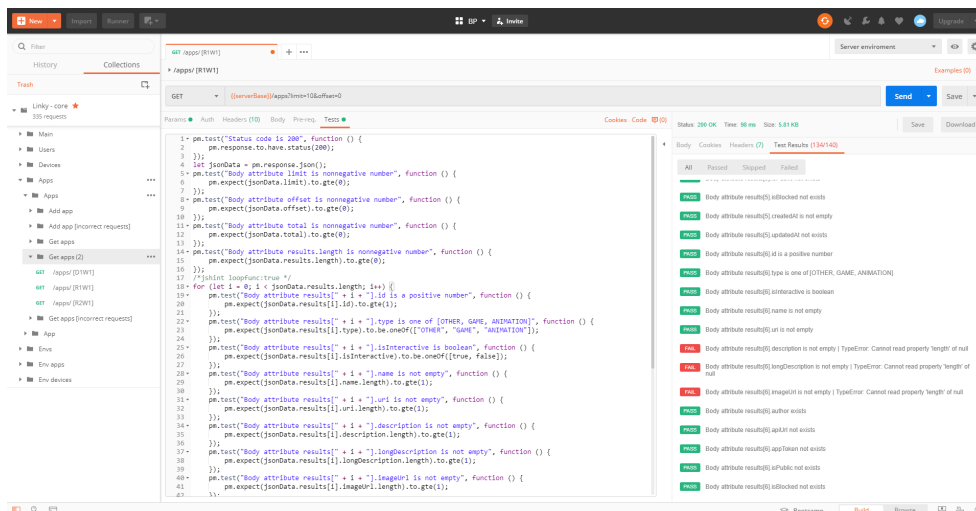 New
Import
Runner
BP
Invite
Upgrade
Filter
History
Collections
Trash
Linky - core
335 requests
Main
Users
Devices
Apps
Apps
Add app
Add app [incorrect requests]
Get apps
Get apps (2)
GET /apps/ [D1W1]
GET /apps/ [R1W1]
GET /apps/ [R2W1]
Get apps [incorrect requests]
App
Envs
Env apps
Env devices
GET /apps/ [R1W1]
Server enviroment
/apps/ [R1W1]
Examples (0)
GET
{{serverBase}}/apps?limit=10&offset=0
Send
Save
Params
Auth
Headers (10)
Body
Pre-req.
Tests
Cookies
Code
(0)
1 pm.test("Status code is 200", function () {
2 pm.response.to.have.status(200);
3 });
4 let jsonData = pm.response.json();
5 pm.test("Body attribute limit is nonnegative number", function () {
6 pm.expect(jsonData.limit).to.gte(0);
7 });
8 pm.test("Body attribute offset is nonnegative number", function () {
9 pm.expect(jsonData.offset).to.gte(0);
10 });
11 pm.test("Body attribute total is nonnegative number", function () {
12 pm.expect(jsonData.total).to.gte(0);
13 });
14 pm.test("Body attribute results.length is nonnegative number", function () {
15 pm.expect(jsonData.results.length).to.gte(0);
16 });
17 /*jshint loopfunc:true */
18 for (let i = 0; i < jsonData.results.length; i++) {
19 pm.test("Body attribute results[" + i + "].id is a positive number", function () {
20 pm.expect(jsonData.results[i].id).to.gte(1);
21 });
22 pm.test("Body attribute results[" + i + "].type is one of [OTHER, GAME, ANIMATION]", function () {
23 pm.expect(jsonData.results[i].type).to.be.oneOf(["OTHER", "GAME", "ANIMATION"]);
24 });
25 pm.test("Body attribute results[" + i + "].isInteractive is boolean", function () {
26 pm.expect(jsonData.results[i].isInteractive).to.be.oneOf([true, false]);
27 });
28 pm.test("Body attribute results[" + i + "].name is not empty", function () {
29 pm.expect(jsonData.results[i].name.length).to.gte(1);
30 });
31 pm.test("Body attribute results[" + i + "].uri is not empty", function () {
32 pm.expect(jsonData.results[i].uri.length).to.gte(1);
33 });
34 pm.test("Body attribute results[" + i + "].description is not empty", function () {
35 pm.expect(jsonData.results[i].description.length).to.gte(1);
36 });
37 pm.test("Body attribute results[" + i + "].longDescription is not empty", function () {
38 pm.expect(jsonData.results[i].longDescription.length).to.gte(1);
39 });
40 pm.test("Body attribute results[" + i + "].imageUrl is not empty", function () {
41 pm.expect(jsonData.results[i].imageUrl.length).to.gte(1);
42 });
Status: 200 OK Time: 98 ms Size: 5.81 KB
Save
Download
Body
Cookies
Headers (7)
Test Results (134/140)
All
Passed
Skipped
Failed
PASS Body attribute results[5].isBlocked not exists
PASS Body attribute results[5].createdAt is not empty
PASS Body attribute results[5].updatedAt not exists
PASS Body attribute results[6].id is a positive number
PASS Body attribute results[6].type is one of [OTHER, GAME, ANIMATION]
PASS Body attribute results[6].isInteractive is boolean
PASS Body attribute results[6].name is not empty
PASS Body attribute results[6].uri is not empty
FAIL Body attribute results[6].description is not empty | TypeError: Cannot read property 'length' of null
FAIL Body attribute results[6].longDescription is not empty | TypeError: Cannot read property 'length' of
null
FAIL Body attribute results[6].imageUrl is not empty | TypeError: Cannot read property 'length' of null
PASS Body attribute results[6].author exists
PASS Body attribute results[6].apiUrl not exists
PASS Body attribute results[6].appToken not exists
PASS Body attribute results[6].isPublic not exists
PASS Body attribute results[6].isBlocked not exists
Bootcamp
Build
Browse